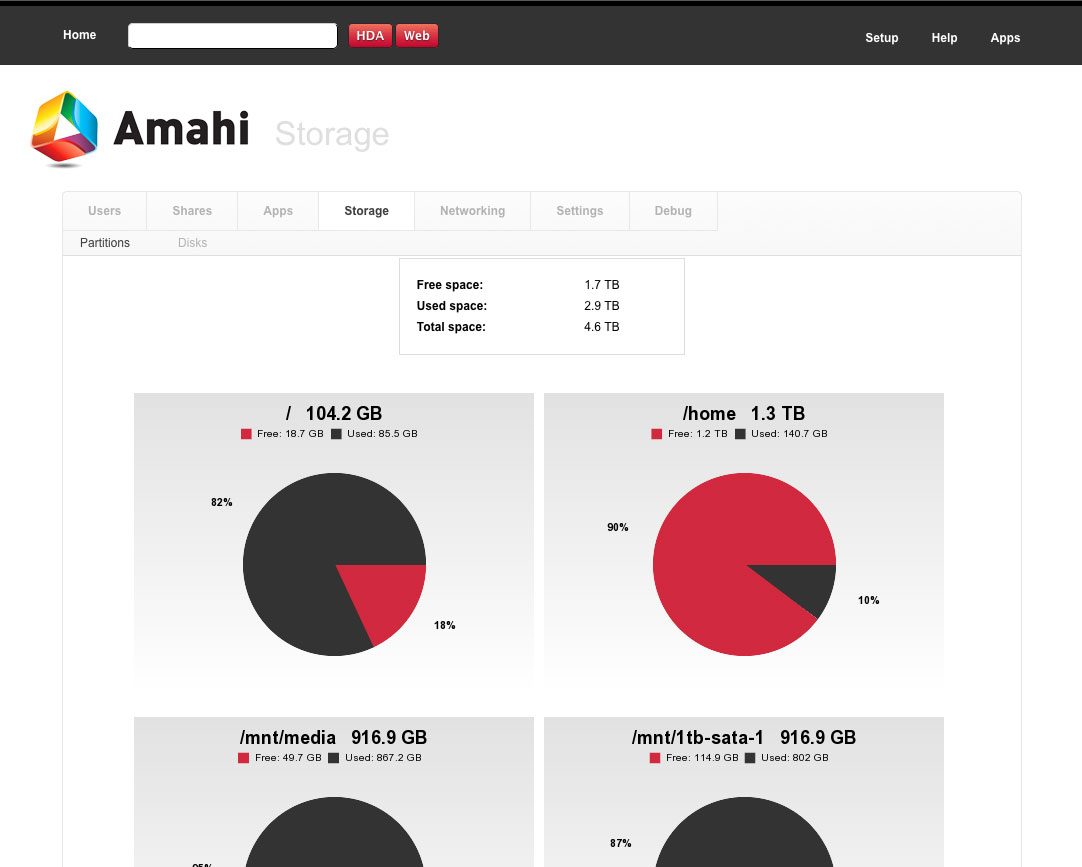 Home HDA Web Setup Help Apps
Amahi Storage
Users Shares Apps Storage Networking Settings Debug
Partitions Disks
Free space: 1.7 TB
Used space: 2.9 TB
Total space: 4.6 TB
/ 104.2 GB
Free: 18.7 GB Used: 85.5 GB
82%
18%
/home 1.3 TB
Free: 1.2 TB Used: 140.7 GB
90%
10%
/mnt/media 916.9 GB
Free: 49.7 GB Used: 867.2 GB
/mnt/1tb-sata-1 916.9 GB
Free: 114.9 GB Used: 802 GB
87%